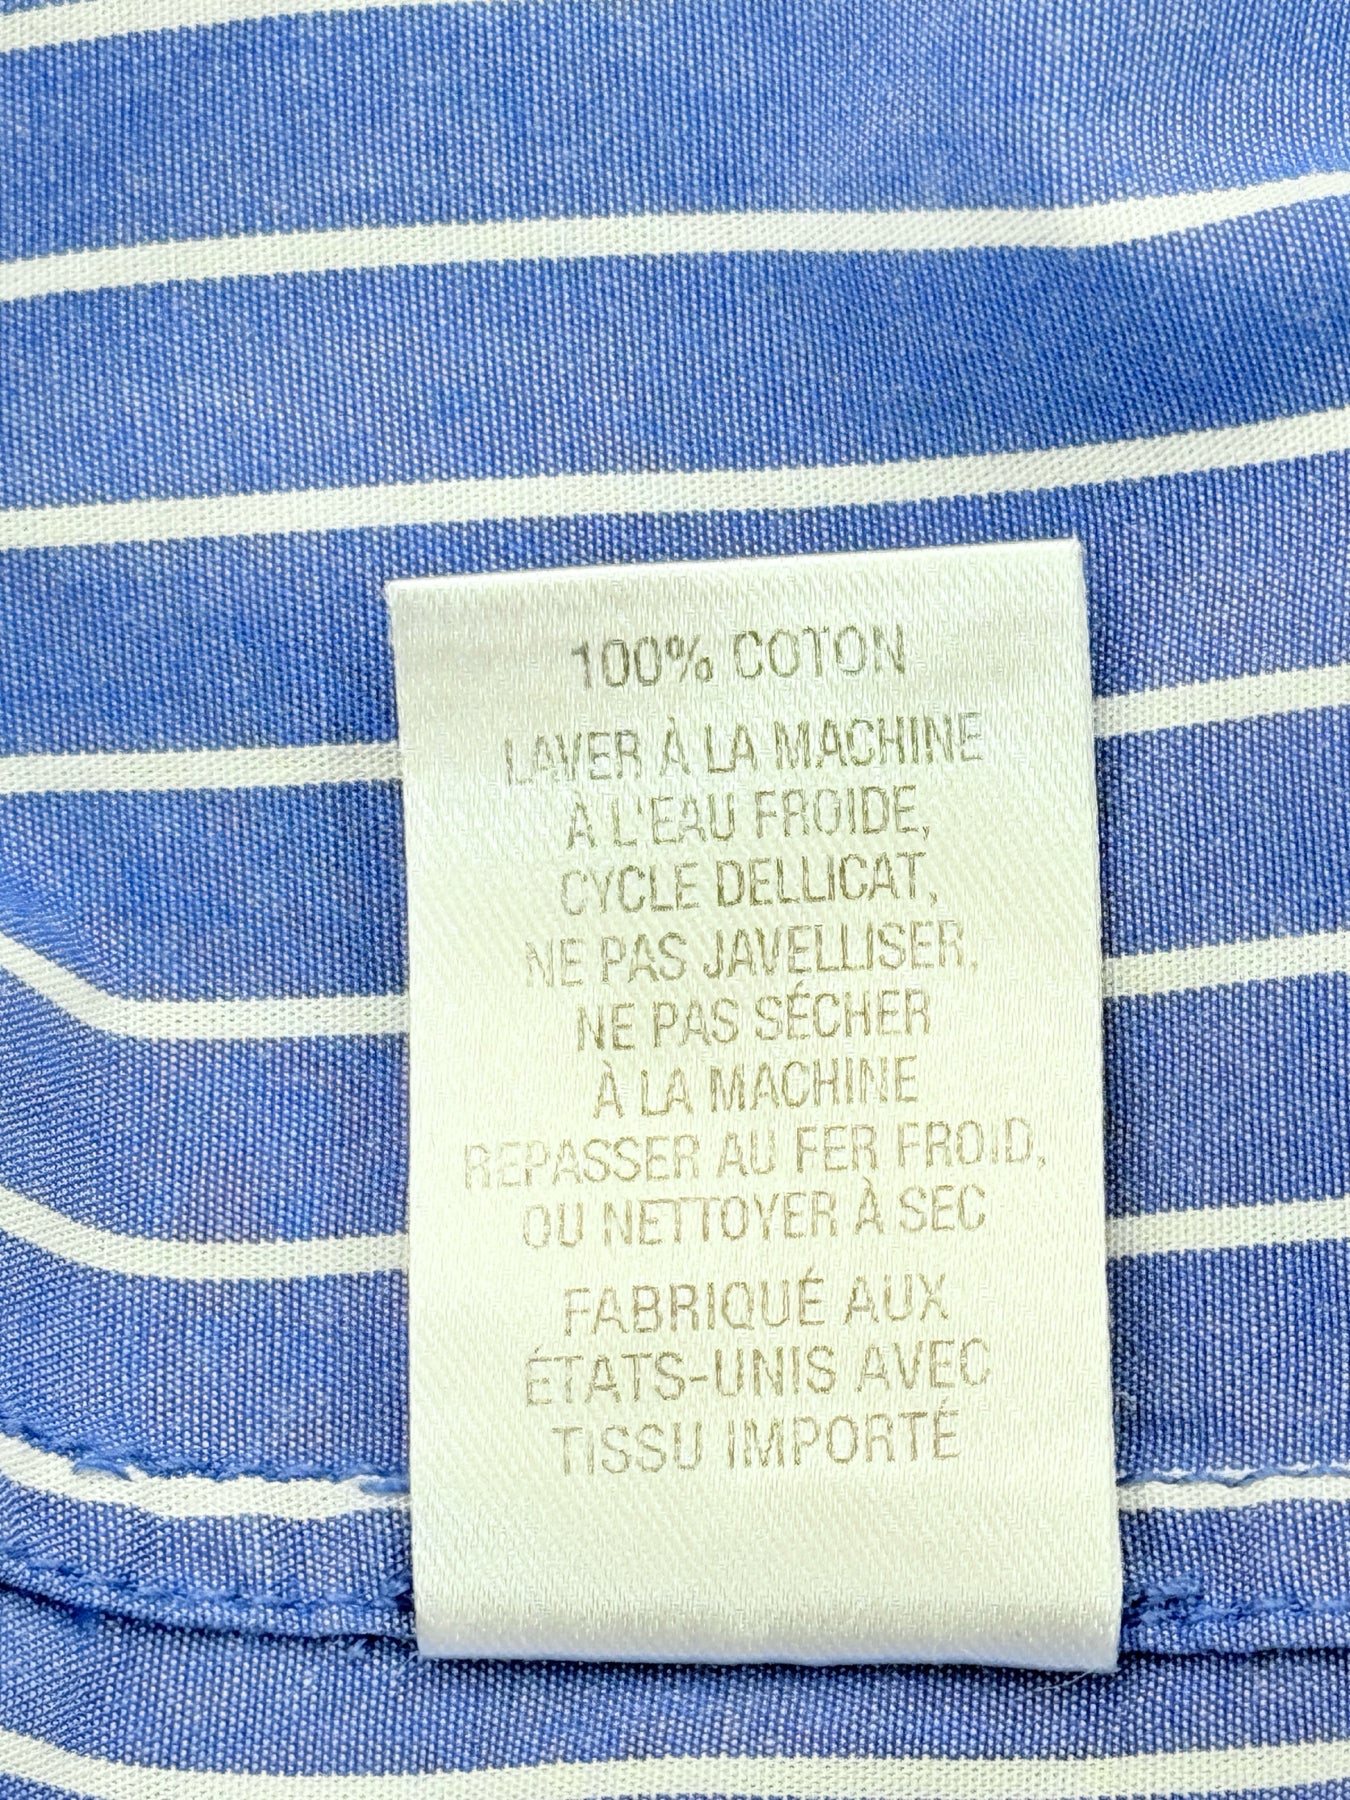 100% COTON
LAVER À LA MACHINE
À L'EAU FROIDE,
CYCLE DELLICAT,
NE PAS JAVELLISER,
NE PAS SÉCHER
À LA MACHINE
REPASSER AU FER FROID,
OU NETTOYER À SEC
FABRIQUÉ AUX
ÉTATS-UNIS AVEC
TISSU IMPORTÉ